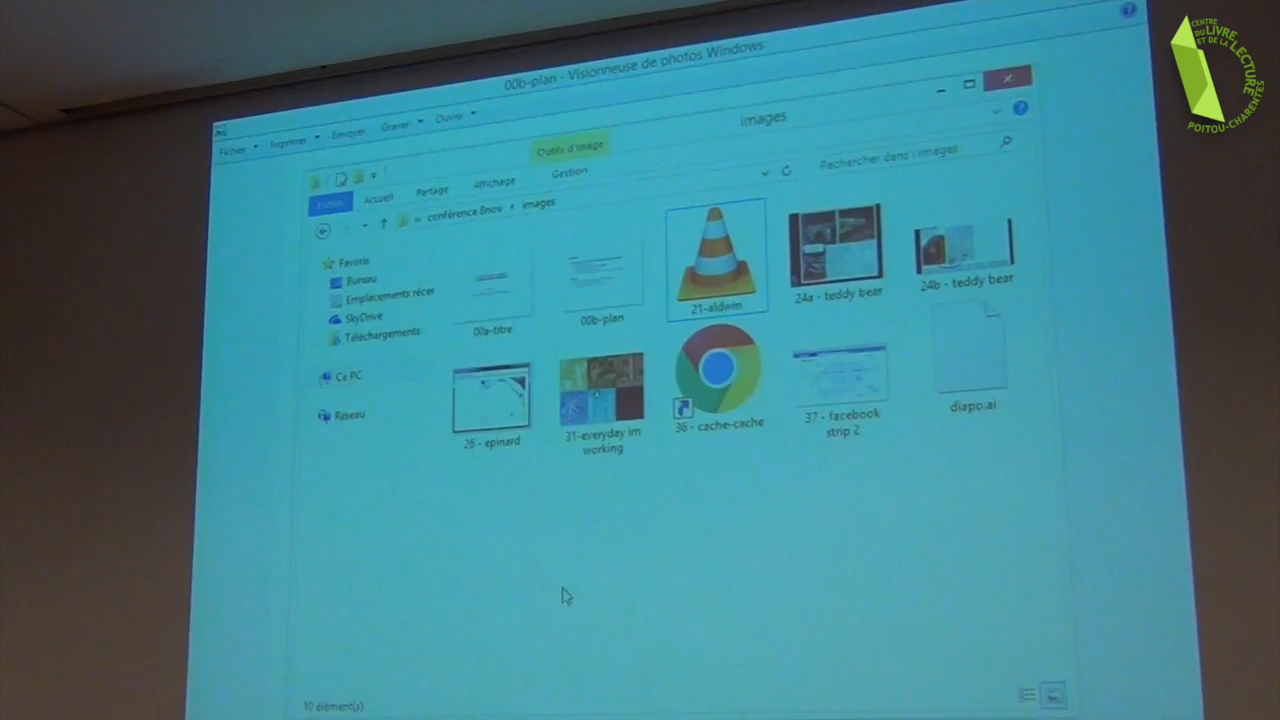 00b-plan - Visionneuse de photos Windows
Fichier Imprimer Envoyer Graver Ouvrir
images
Outils d'image
Fichier Accueil Partage Affichage Gestion
conférence linov images
Rechercher dans : images
Favoris
Bureau
Emplacements récer
SkyDrive
Téléchargements
Ce PC
Réseau
00a-titre
00b-plan
21-aldwin
24a - teddy bear
24b - teddy bear
26 - epinard
31-everyday im
working
36 - cache-cache
37 - facebook
strip 2
diapo.ai
10 élément(s)
CENTRE
DU LIVRE
ET DE LA
LECTURE
POITOU-CHARENTES